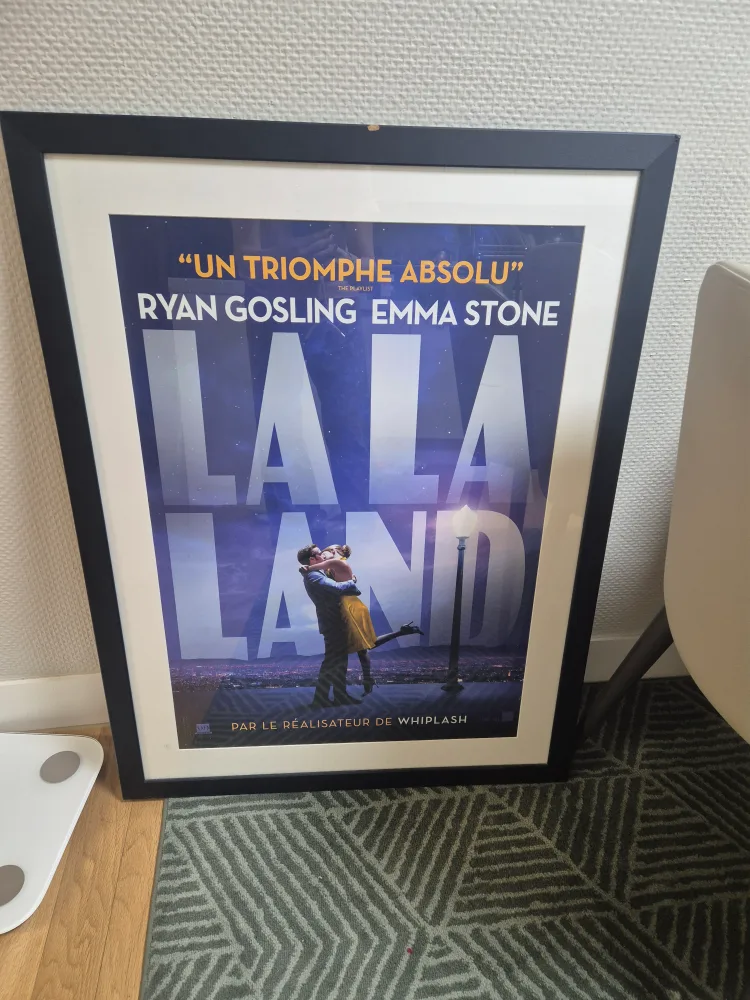 “UN TRIOMPHE ABSOLU”
THE PLAYLIST
RYAN GOSLING EMMA STONE
LA LA
LAND
PAR LE RÉALISATEUR DE WHIPLASH